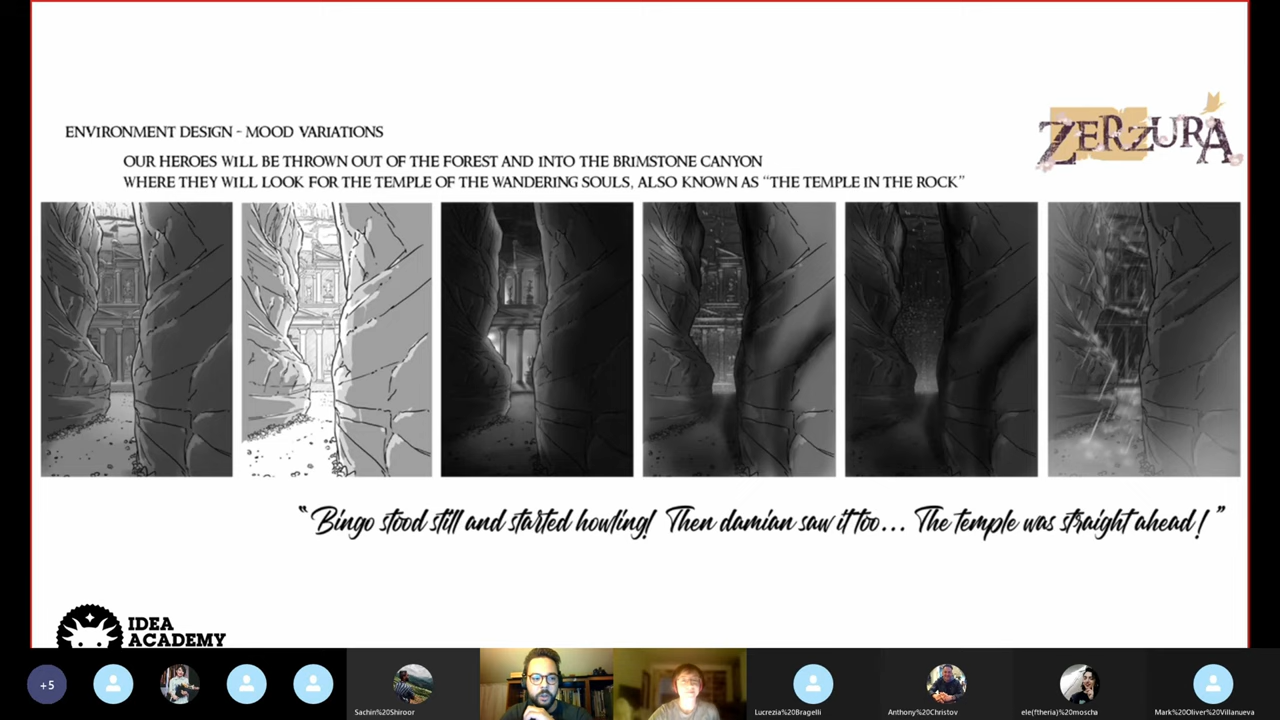 ENVIRONMENT DESIGN - MOOD VARIATIONS
ZERZURA
OUR HEROES WILL BE THROWN OUT OF THE FOREST AND INTO THE BRIMSTONE CANYON
WHERE THEY WILL LOOK FOR THE TEMPLE OF THE WANDERING SOULS, ALSO KNOWN AS “THE TEMPLE IN THE ROCK”
“Bingo stood still and started howling! Then damian saw it too... The temple was straight ahead!”
IDEA
ACADEMY
+5
Sachin%20Shiroor
Lucrezia%20Bragelli
Anthony%20Christov
ele(ftheria)%20moscha
Mark%20Oliver%20Villanueva